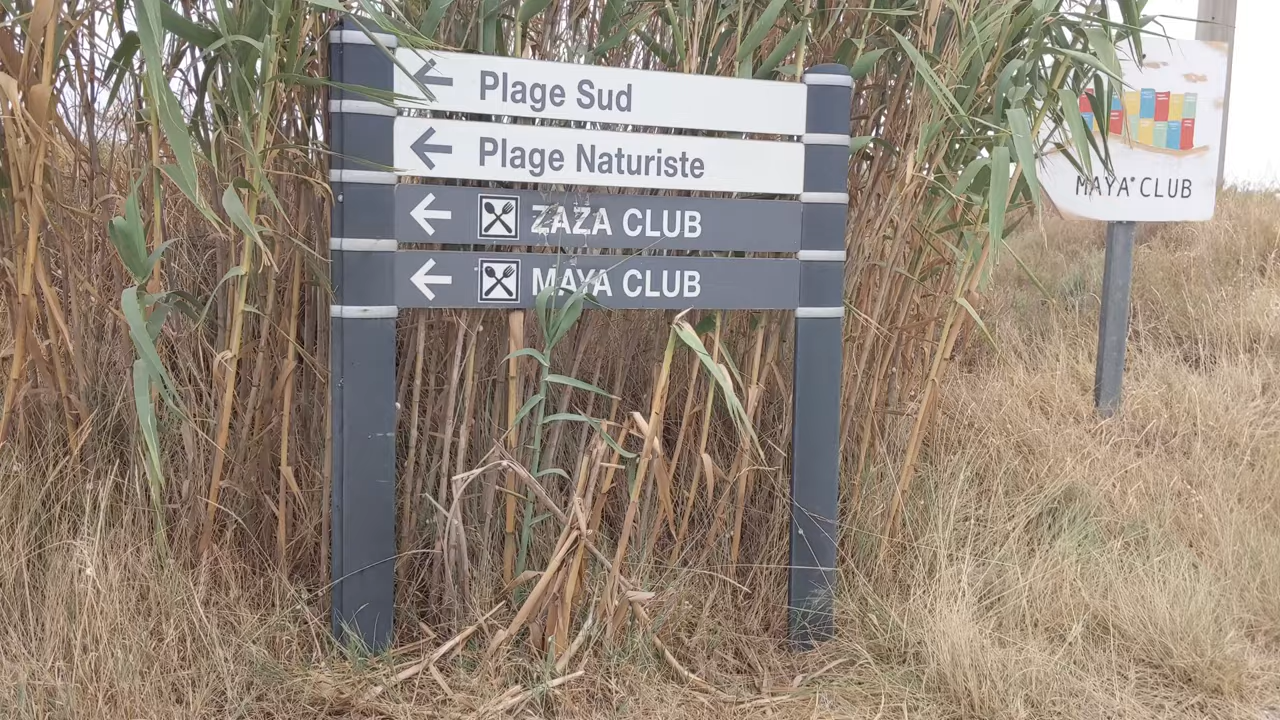 Plage Sud
Plage Naturiste
ZAZA CLUB
MAYA CLUB
MAYA° CLUB